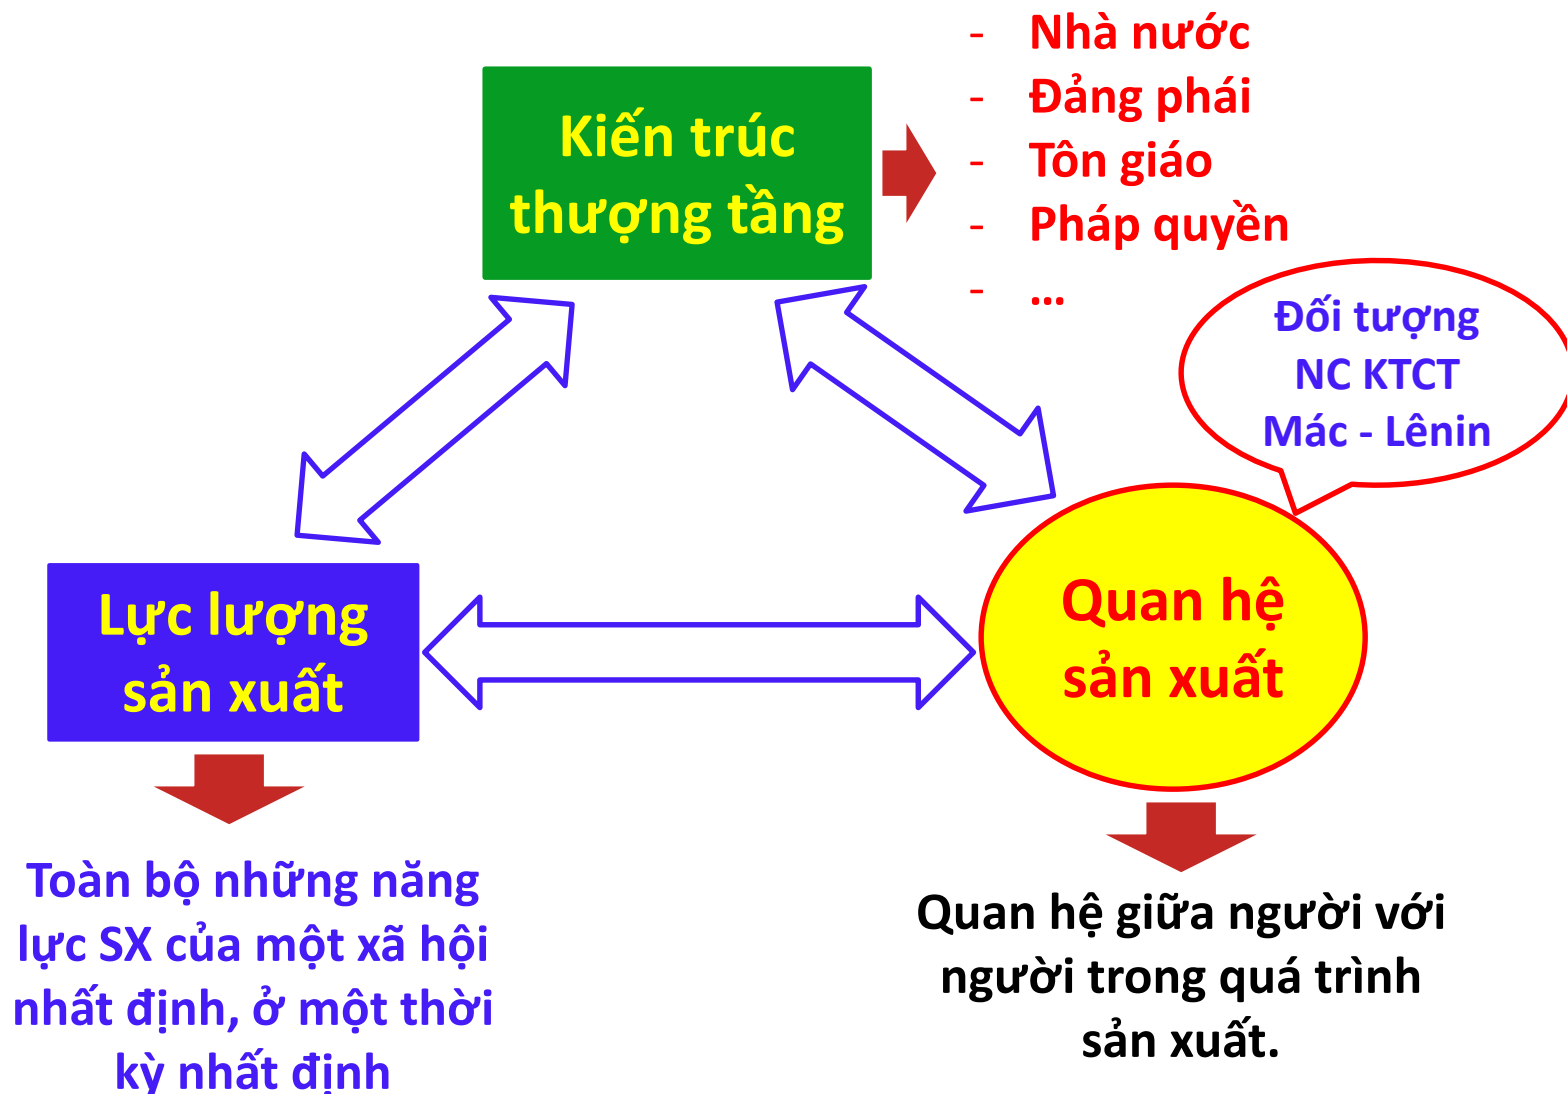 Kiến trúc
thượng tầng
- Nhà nước
- Đảng phái
- Tôn giáo
- Pháp quyền
- ...
Đối tượng
NC KTCT
Mác - Lênin
Lực lượng
sản xuất
Quan hệ
sản xuất
Toàn bộ những năng
lực SX của một xã hội
nhất định, ở một thời
kỳ nhất định
Quan hệ giữa người với
người trong quá trình
sản xuất.